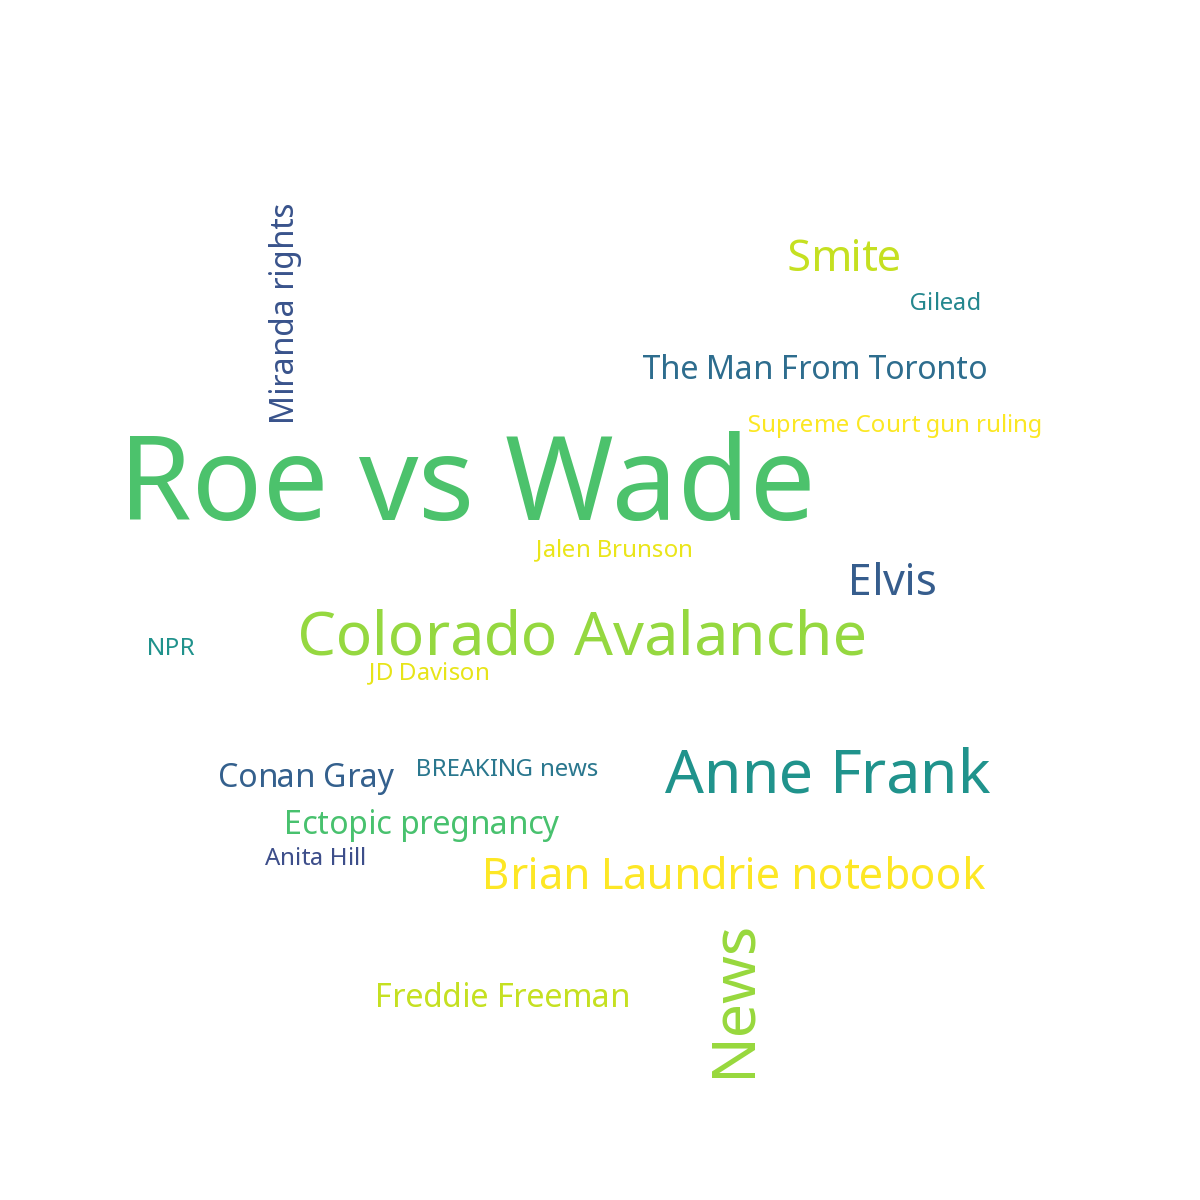 Miranda rights
Smite
Gilead
The Man From Toronto
Supreme Court gun ruling
Roe vs Wade
Jalen Brunson
Elvis
Colorado Avalanche
NPR
JD Davison
Anne Frank
Conan Gray
BREAKING news
Ectopic pregnancy
Anita Hill
Brian Laundrie notebook
News
Freddie Freeman